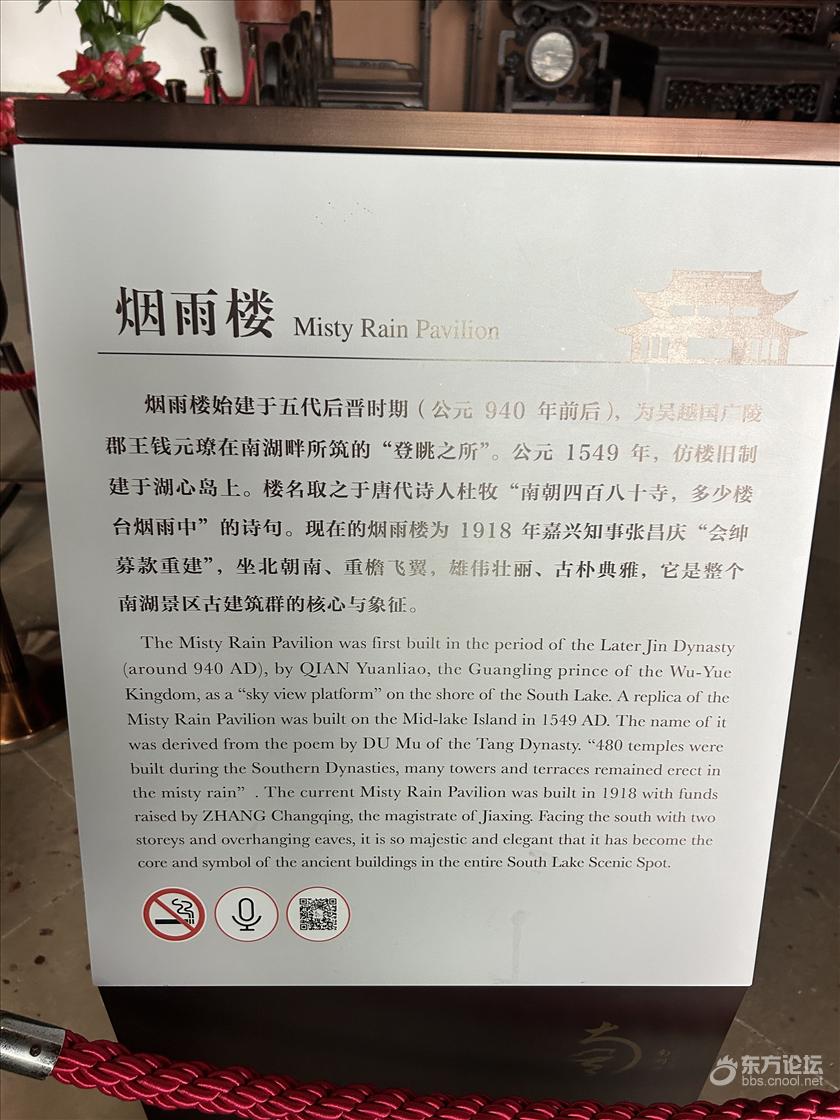 烟雨楼 Misty Rain Pavilion
烟雨楼始建于五代后晋时期（公元 940 年前后），为吴越国广陵
郡王钱元璙在南湖畔所筑的“登眺之所”。公元 1549 年，仿楼旧制
建于湖心岛上。楼名取之于唐代诗人杜牧“南朝四百八十寺，多少楼
台烟雨中”的诗句。现在的烟雨楼为 1918 年嘉兴知事张昌庆“会绅
募款重建”，坐北朝南、重檐飞翼，雄伟壮丽、古朴典雅，它是整个
南湖景区古建筑群的核心与象征。
The Misty Rain Pavilion was first built in the period of the Later Jin Dynasty
(around 940 AD), by QIAN Yuanliao, the Guangling prince of the Wu-Yue
Kingdom, as a “sky view platform” on the shore of the South Lake. A replica of the
Misty Rain Pavilion was built on the Mid-lake Island in 1549 AD. The name of it
was derived from the poem by DU Mu of the Tang Dynasty. “480 temples were
built during the Southern Dynasties, many towers and terraces remained erect in
the misty rain” . The current Misty Rain Pavilion was built in 1918 with funds
raised by ZHANG Changqing, the magistrate of Jiaxing. Facing the south with two
storeys and overhanging eaves, it is so majestic and elegant that it has become the
core and symbol of the ancient buildings in the entire South Lake Scenic Spot.
南
东方论坛
bbs.cnool.net